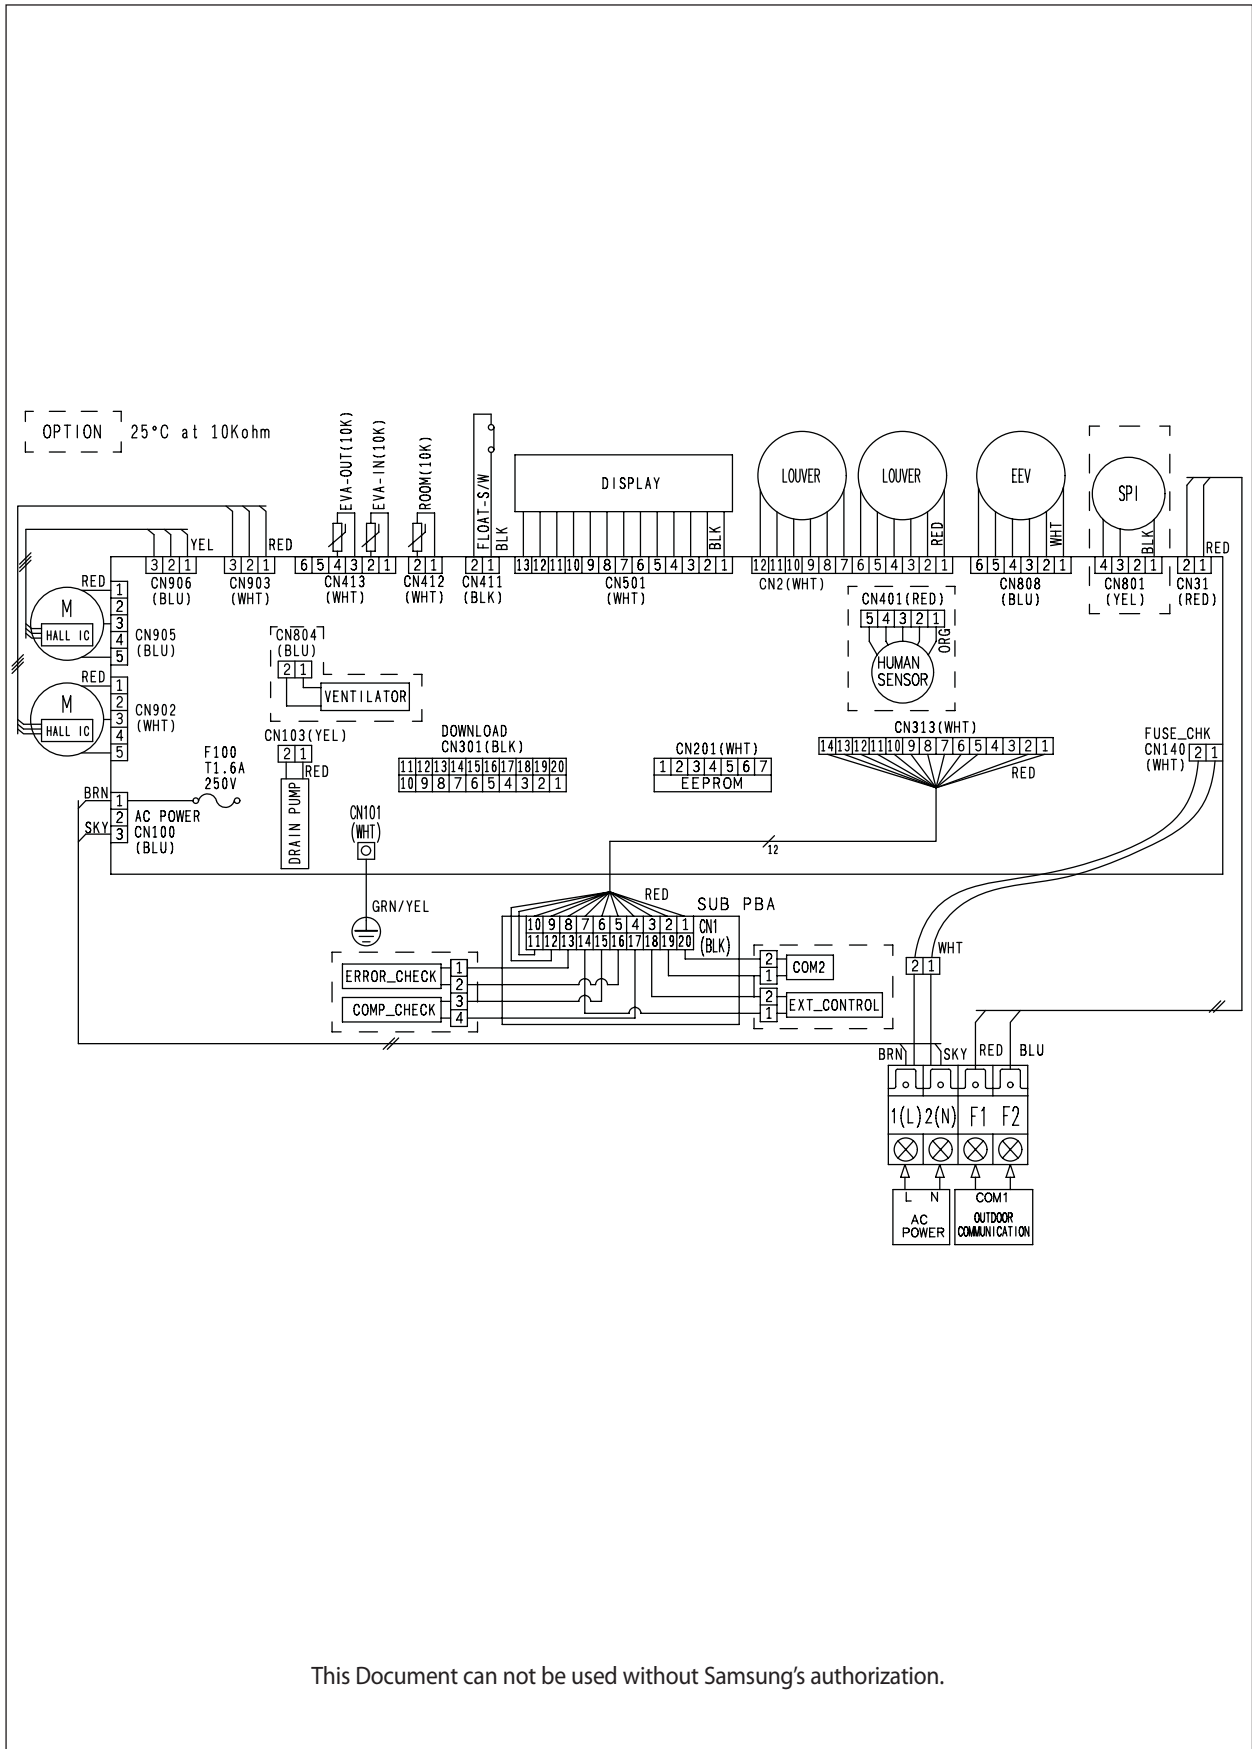 OPTION 25°C at 10Kohm
EVA-OUT(10K)
EVA-IN(10K)
ROOM(10K)
FLOAT-S/W
BLK
DISPLAY
BLK
LOUVER
LOUVER
RED
EEV
WHT
SPI
BLK
RED
YEL
RED
3 2 1
3 2 1
6 5 4 3 2 1
2 1
2 1
13 12 11 10 9 8 7 6 5 4 3 2 1
12 11 10 9 8 7 6 5 4 3 2 1
6 5 4 3 2 1
4 3 2 1
2 1
CN906
(BLU)
CN903
(WHT)
CN413
(WHT)
CN412
(WHT)
CN411
(BLK)
CN501
(WHT)
CN2(WHT)
CN808
(BLU)
CN801
(YEL)
CN31
(RED)
RED
M
HALL IC
1
2
3
4
5
CN905
(BLU)
RED
M
HALL IC
1
2
3
4
5
CN902
(WHT)
CN804
(BLU)
2 1
VENTILATOR
CN401(RED)
5 4 3 2 1
ORG
HUMAN
SENSOR
CN103(YEL)
2 1
RED
DRAIN PUMP
F100
T1.6A
250V
BRN
SKY
1
2
3
AC POWER
CN100
(BLU)
DOWNLOAD
CN301(BLK)
11 12 13 14 15 16 17 18 19 20
10 9 8 7 6 5 4 3 2 1
CN201(WHT)
1 2 3 4 5 6 7
EEPROM
CN313(WHT)
14 13 12 11 10 9 8 7 6 5 4 3 2 1
RED
FUSE_CHK
CN140
(WHT)
2 1
CN101
(WHT)
GRN/YEL
12
RED
SUB PBA
10 9 8 7 6 5 4 3 2 1
11 12 13 14 15 16 17 18 19 20
CN1
(BLK)
ERROR_CHECK
COMP_CHECK
1
2
3
4
2
1
COM2
2
1
EXT_CONTROL
WHT
2 1
BRN
SKY
RED
BLU
1(L) 2(N) F1 F2
L N
AC
POWER
COM1
OUTDOOR
COMMUNICATION
This Document can not be used without Samsung's authorization.